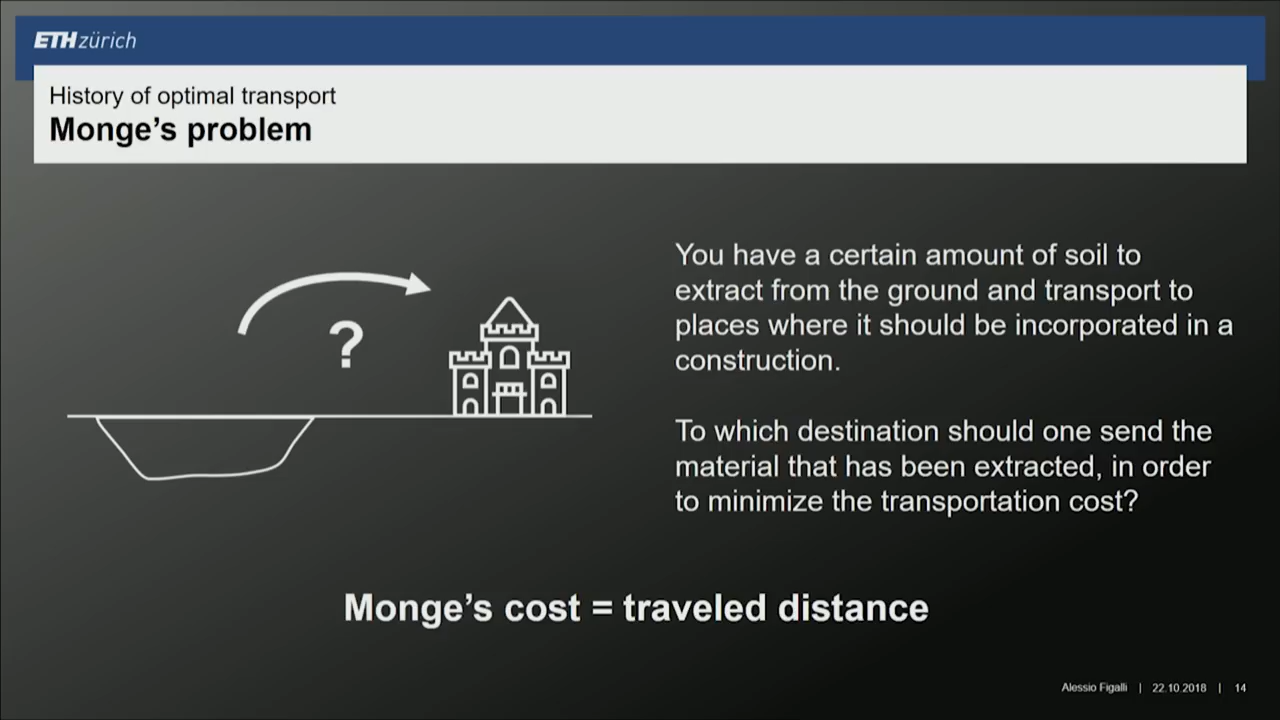 ETH zürich
History of optimal transport
Monge's problem
?
You have a certain amount of soil to
extract from the ground and transport to
places where it should be incorporated in a
construction.
To which destination should one send the
material that has been extracted, in order
to minimize the transportation cost?
Monge's cost = traveled distance
Alessio Figalli | 22.10.2018 | 14